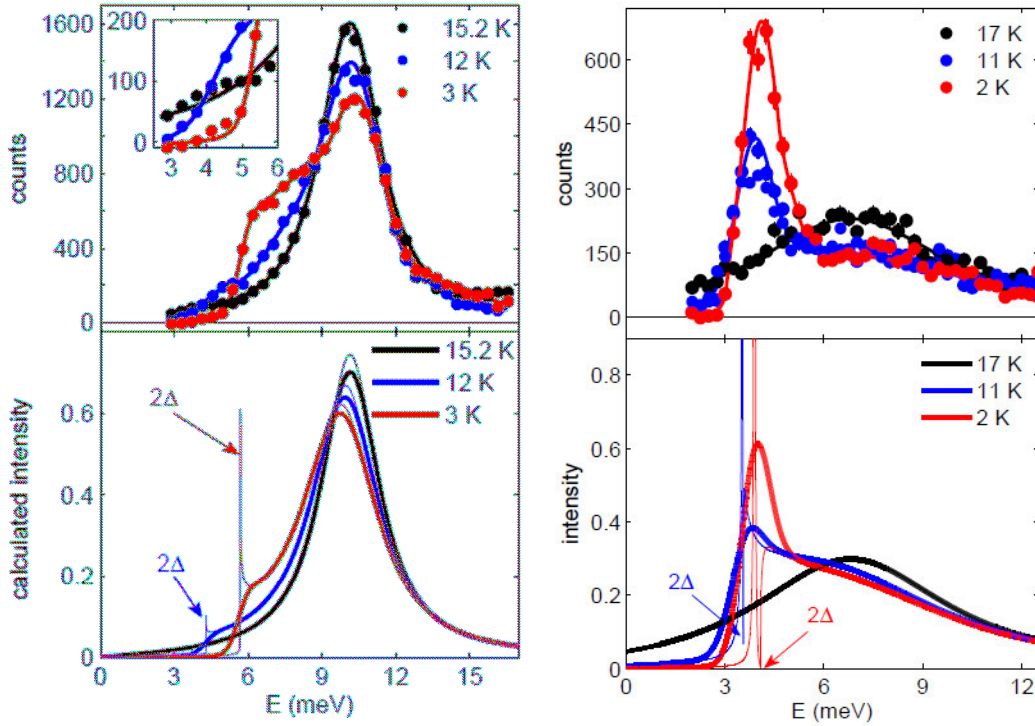 1600
1200
800
400
0
counts
200
100
0
3 4 5 6
15.2 K
12 K
3 K
600
450
300
150
0
counts
17 K
11 K
2 K
0.6
0.4
0.2
0
calculated intensity
2Δ
2Δ
15.2 K
12 K
3 K
0 3 6 9 12 15
E (meV)
0.8
0.6
0.4
0.2
0
intensity
2Δ
2Δ
17 K
11 K
2 K
0 3 6 9 12
E (meV)